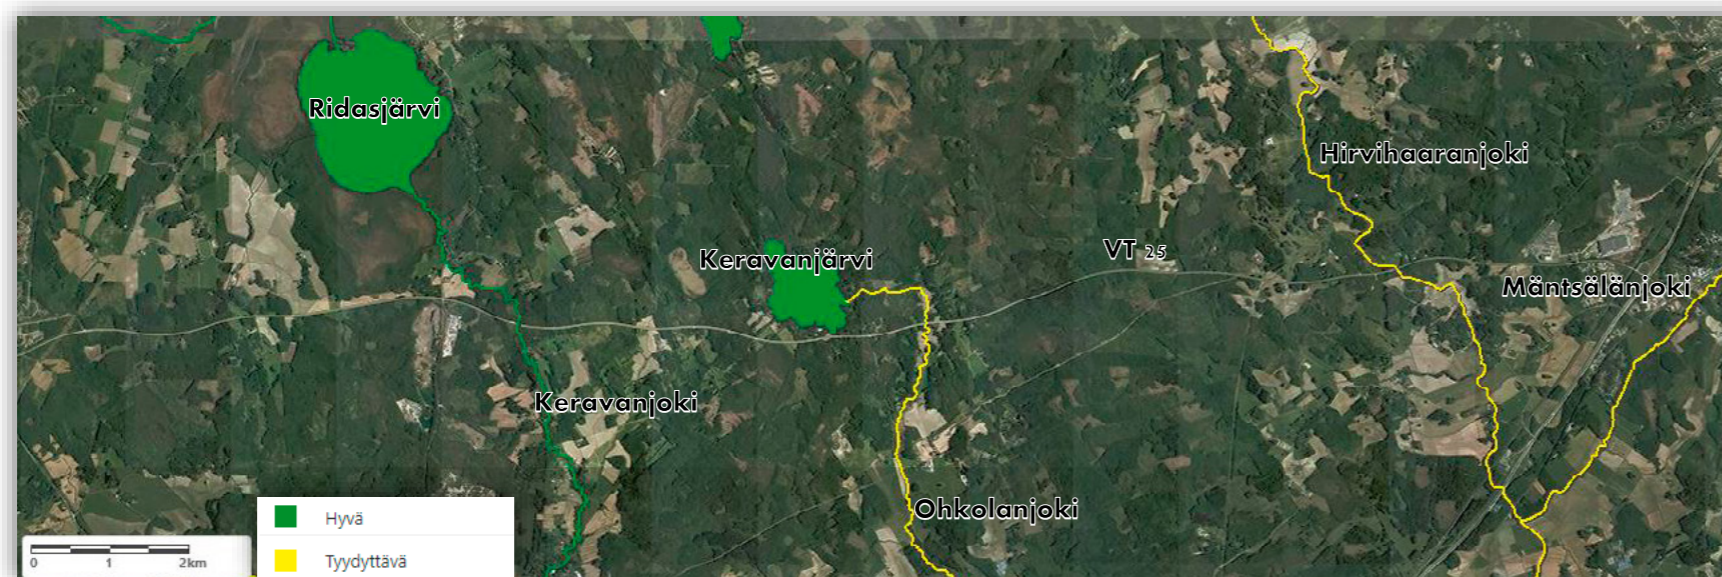 Ridasjärvi
Hirvihaaranjoki
Keravanjärvi
VT 25
Mäntsälänjoki
Keravanjoki
Ohkolanjoki
Hyvä
Tyydyttävä
0 1 2km